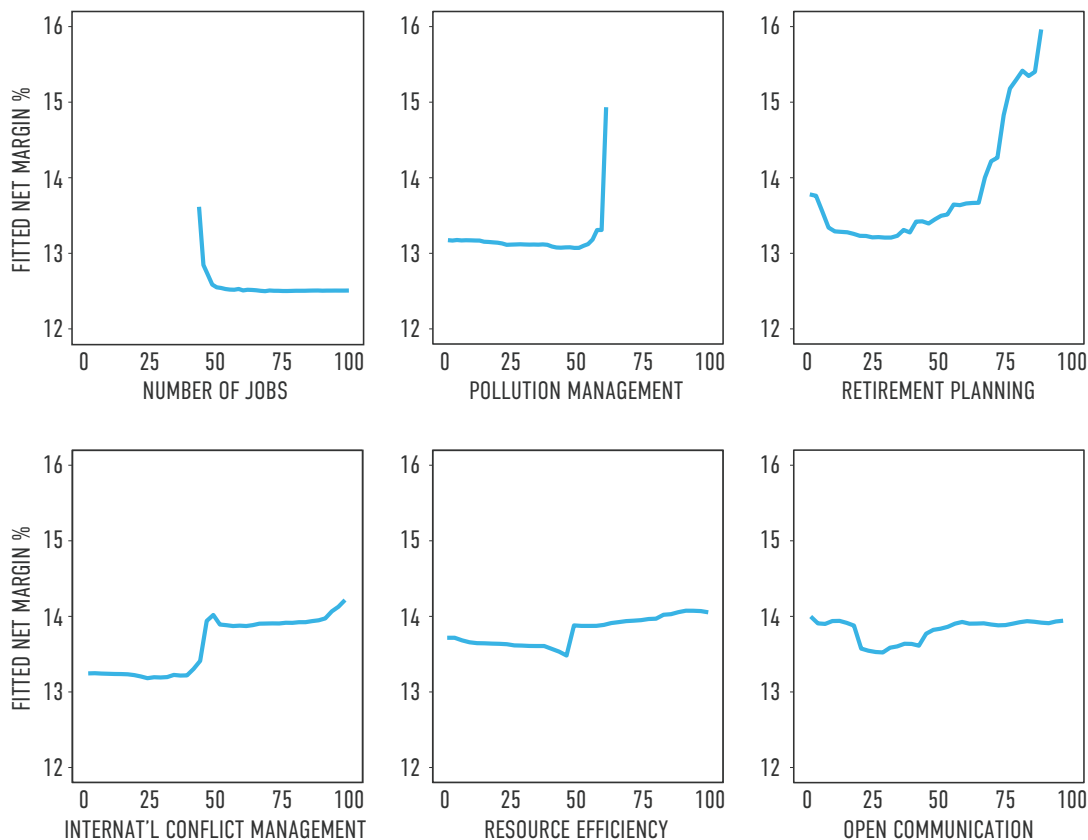 FITTED NET MARGIN %
16
15
14
13
12
0 25 50 75 100
NUMBER OF JOBS
16
15
14
13
12
0 25 50 75 100
POLLUTION MANAGEMENT
16
15
14
13
12
0 25 50 75 100
RETIREMENT PLANNING
FITTED NET MARGIN %
16
15
14
13
12
0 25 50 75 100
INTERNAT'L CONFLICT MANAGEMENT
16
15
14
13
12
0 25 50 75 100
RESOURCE EFFICIENCY
16
15
14
13
12
0 25 50 75 100
OPEN COMMUNICATION